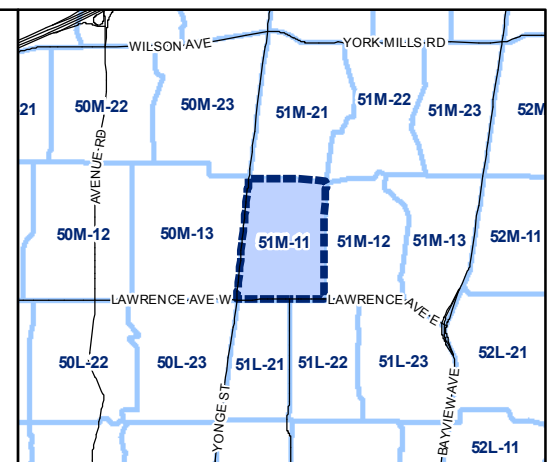 WILSON AVE
YORK MILLS RD
21
50M-22
50M-23
51M-21
51M-22
51M-23
52M
AVENUE RD
50M-12
50M-13
51M-11
51M-12
51M-13
52M-11
LAWRENCE AVE W
LAWRENCE AVE E
50L-22
50L-23
51L-21
51L-22
51L-23
52L-21
YONGE ST
BAYVIEW AVE
52L-11